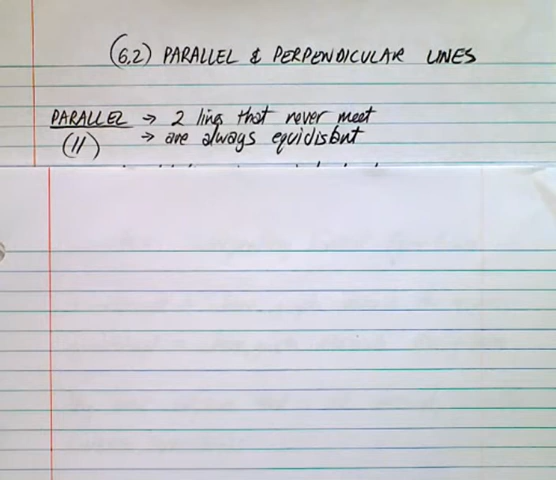 (6.2) PARALLEL & PERPENDICULAR LINES
PARALLEL → 2 lines that never meet
(//) → are always equidistant